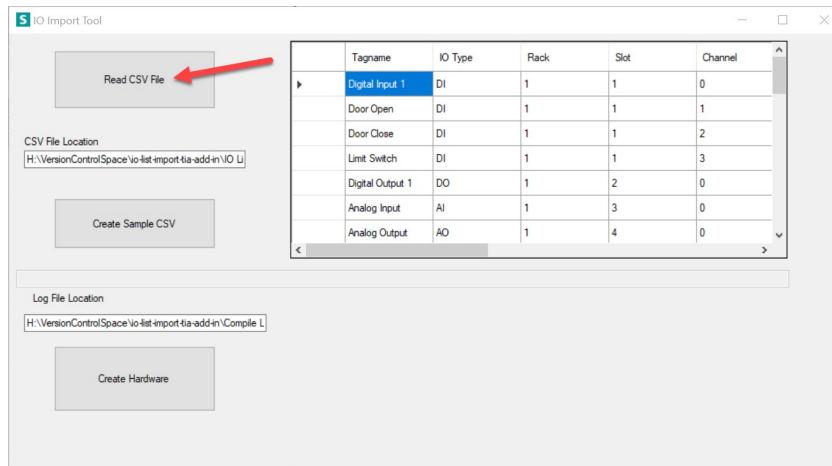 S IO Import Tool
Read CSV File
CSV File Location
H:\VersionControlSpace\io-list-import-tia-add-in\IO Li
Create Sample CSV
Tagname IO Type Rack Slot Channel
Digital Input 1 DI 1 1 0
Door Open DI 1 1 1
Door Close DI 1 1 2
Limit Switch DI 1 1 3
Digital Output 1 DO 1 2 0
Analog Input AI 1 3 0
Analog Output AO 1 4 0
Log File Location
H:\VersionControlSpace\io-list-import-tia-add-in\Compile L
Create Hardware